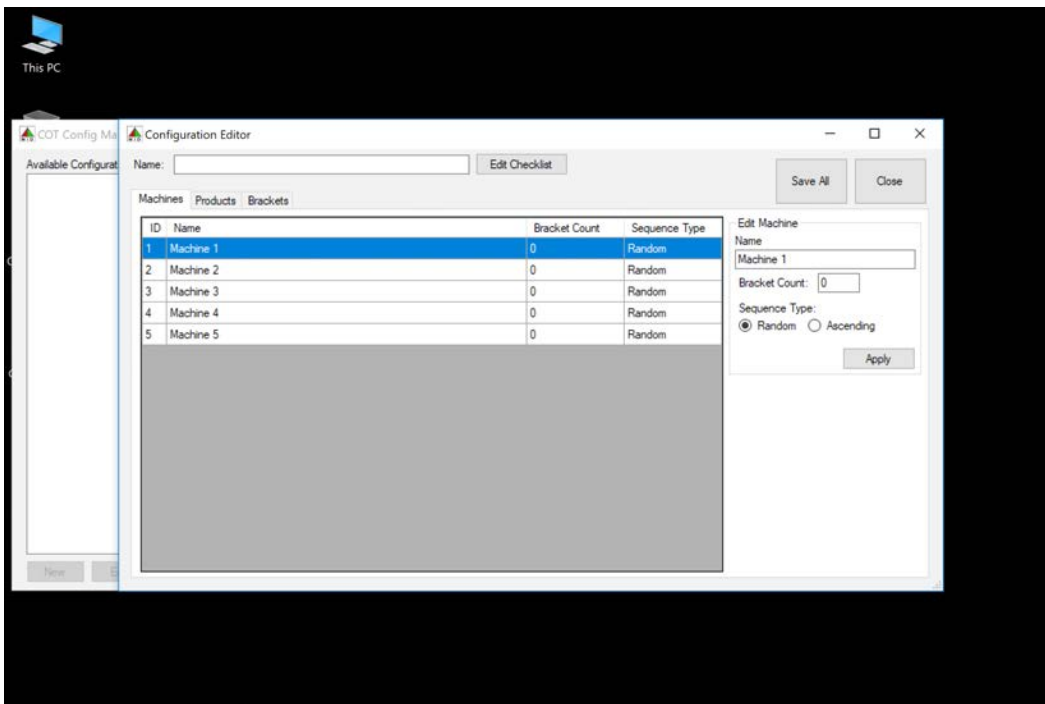 This PC
COT Config Ma
Configuration Editor
Available Configurat
Name:
Edit Checklist
Save All
Close
Machines Products Brackets
ID Name Bracket Count Sequence Type
1 Machine 1 0 Random
2 Machine 2 0 Random
3 Machine 3 0 Random
4 Machine 4 0 Random
5 Machine 5 0 Random
Edit Machine
Name
Machine 1
Bracket Count: 0
Sequence Type:
Random Ascending
Apply
New